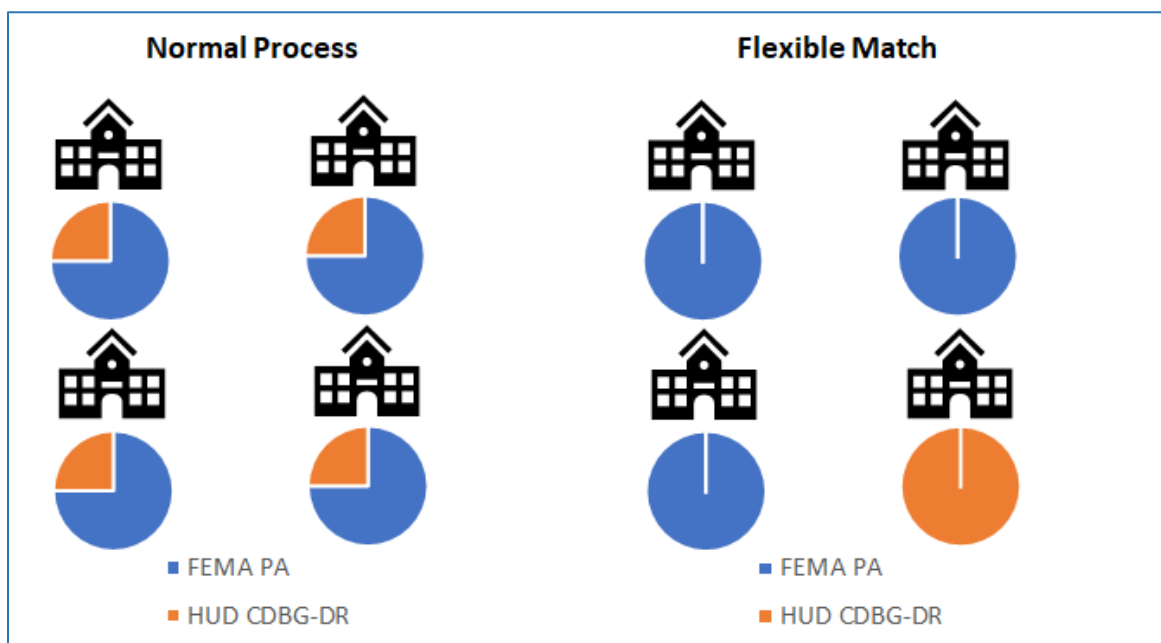 Normal Process
Flexible Match
FEMA PA
HUD CDBG-DR
FEMA PA
HUD CDBG-DR